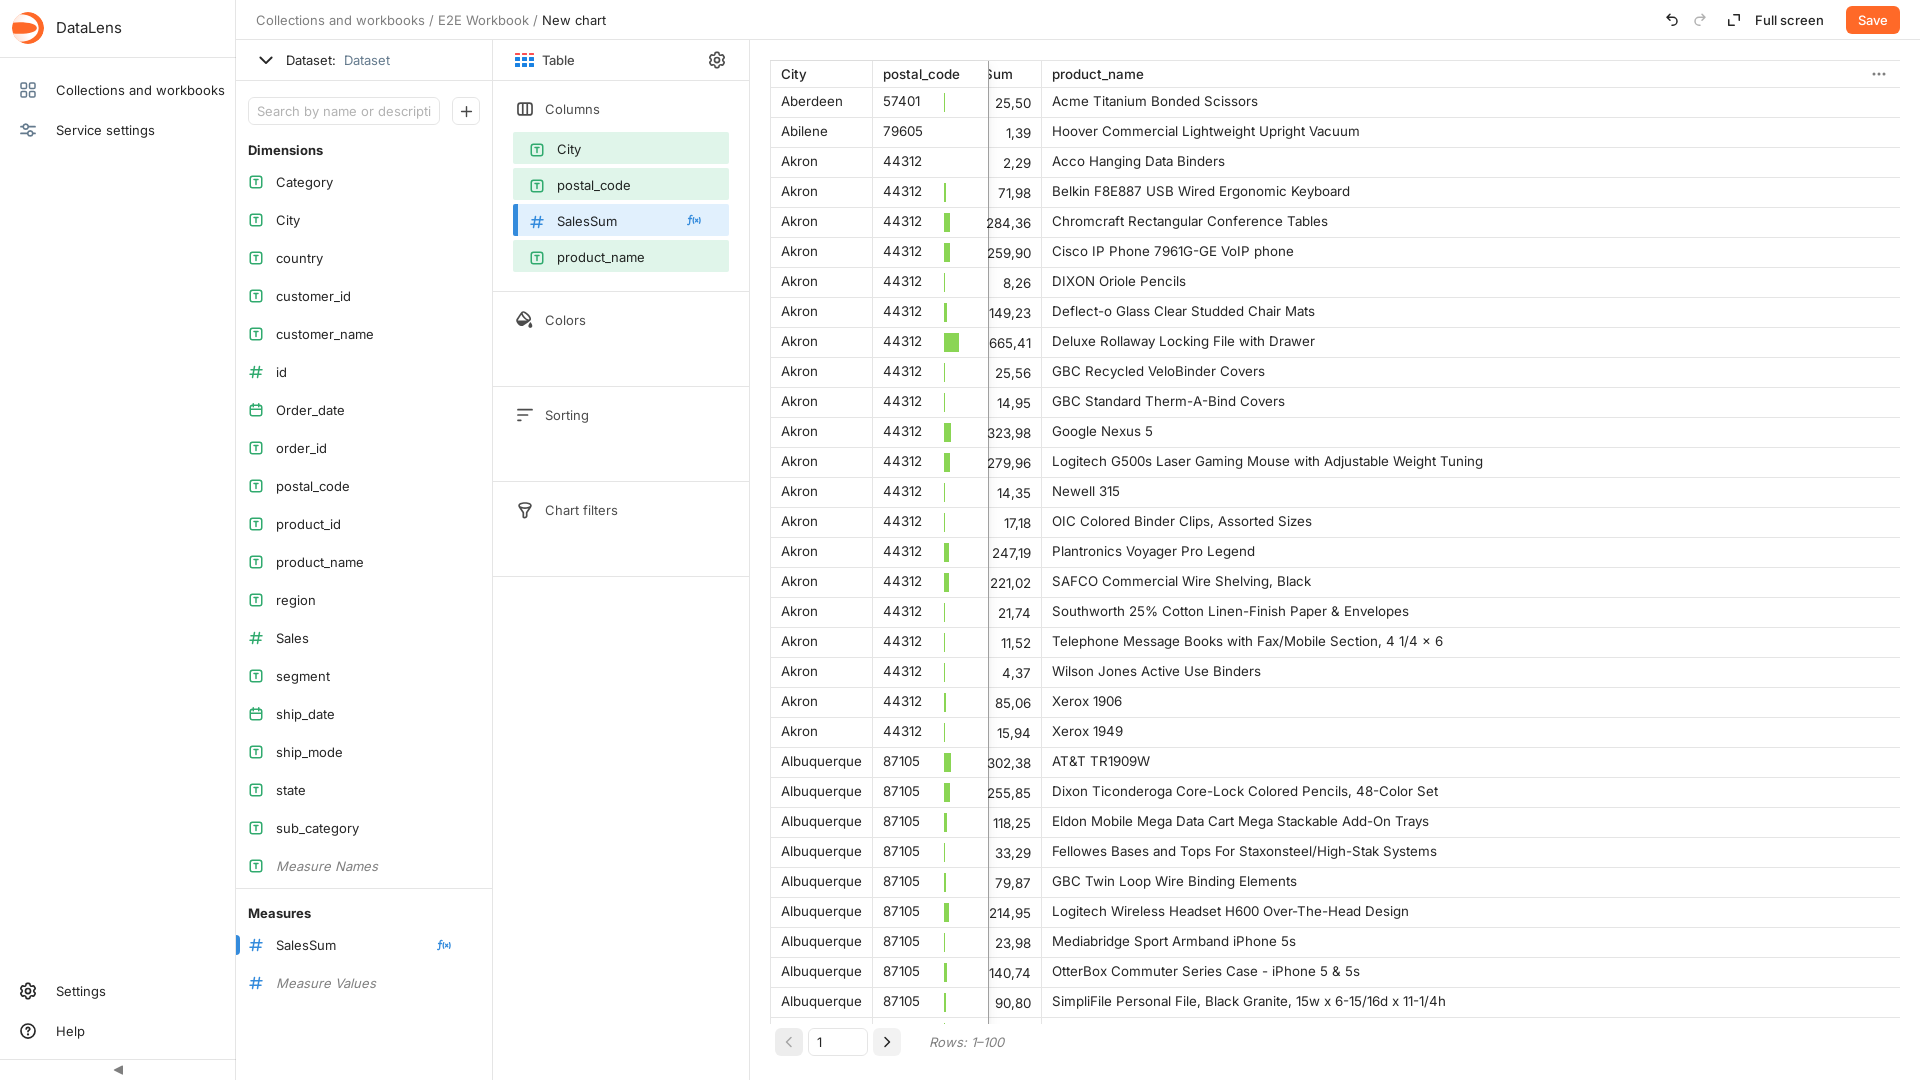 DataLens
Collections and workbooks
Service settings
Settings
Help
Collections and workbooks / E2E Workbook / New chart
Full screen
Save
Dataset: Dataset
Search by name or descripti
Dimensions
Category
City
country
customer_id
customer_name
id
Order_date
order_id
postal_code
product_id
product_name
region
Sales
segment
ship_date
ship_mode
state
sub_category
Measure Names
Measures
SalesSum
Measure Values
Table
Columns
City
postal_code
SalesSum
product_name
Colors
Sorting
Chart filters
City postal_code Sum product_name
Aberdeen 57401 25,50 Acme Titanium Bonded Scissors
Abilene 79605 1,39 Hoover Commercial Lightweight Upright Vacuum
Akron 44312 2,29 Acco Hanging Data Binders
Akron 44312 71,98 Belkin F8E887 USB Wired Ergonomic Keyboard
Akron 44312 284,36 Chromcraft Rectangular Conference Tables
Akron 44312 259,90 Cisco IP Phone 7961G-GE VoIP phone
Akron 44312 8,26 DIXON Oriole Pencils
Akron 44312 149,23 Deflect-o Glass Clear Studded Chair Mats
Akron 44312 665,41 Deluxe Rollaway Locking File with Drawer
Akron 44312 25,56 GBC Recycled VeloBinder Covers
Akron 44312 14,95 GBC Standard Therm-A-Bind Covers
Akron 44312 323,98 Google Nexus 5
Akron 44312 279,96 Logitech G500s Laser Gaming Mouse with Adjustable Weight Tuning
Akron 44312 14,35 Newell 315
Akron 44312 17,18 OIC Colored Binder Clips, Assorted Sizes
Akron 44312 247,19 Plantronics Voyager Pro Legend
Akron 44312 221,02 SAFCO Commercial Wire Shelving, Black
Akron 44312 21,74 Southworth 25% Cotton Linen-Finish Paper & Envelopes
Akron 44312 11,52 Telephone Message Books with Fax/Mobile Section, 4 1/4 × 6
Akron 44312 4,37 Wilson Jones Active Use Binders
Akron 44312 85,06 Xerox 1906
Akron 44312 15,94 Xerox 1949
Albuquerque 87105 302,38 AT&T TR1909W
Albuquerque 87105 255,85 Dixon Ticonderoga Core-Lock Colored Pencils, 48-Color Set
Albuquerque 87105 118,25 Eldon Mobile Mega Data Cart Mega Stackable Add-On Trays
Albuquerque 87105 33,29 Fellowes Bases and Tops For Staxonsteel/High-Stak Systems
Albuquerque 87105 79,87 GBC Twin Loop Wire Binding Elements
Albuquerque 87105 214,95 Logitech Wireless Headset H600 Over-The-Head Design
Albuquerque 87105 23,98 Mediabridge Sport Armband iPhone 5s
Albuquerque 87105 140,74 OtterBox Commuter Series Case - iPhone 5 & 5s
Albuquerque 87105 90,80 SimpliFile Personal File, Black Granite, 15w x 6-15/16d x 11-1/4h
1
Rows: 1–100